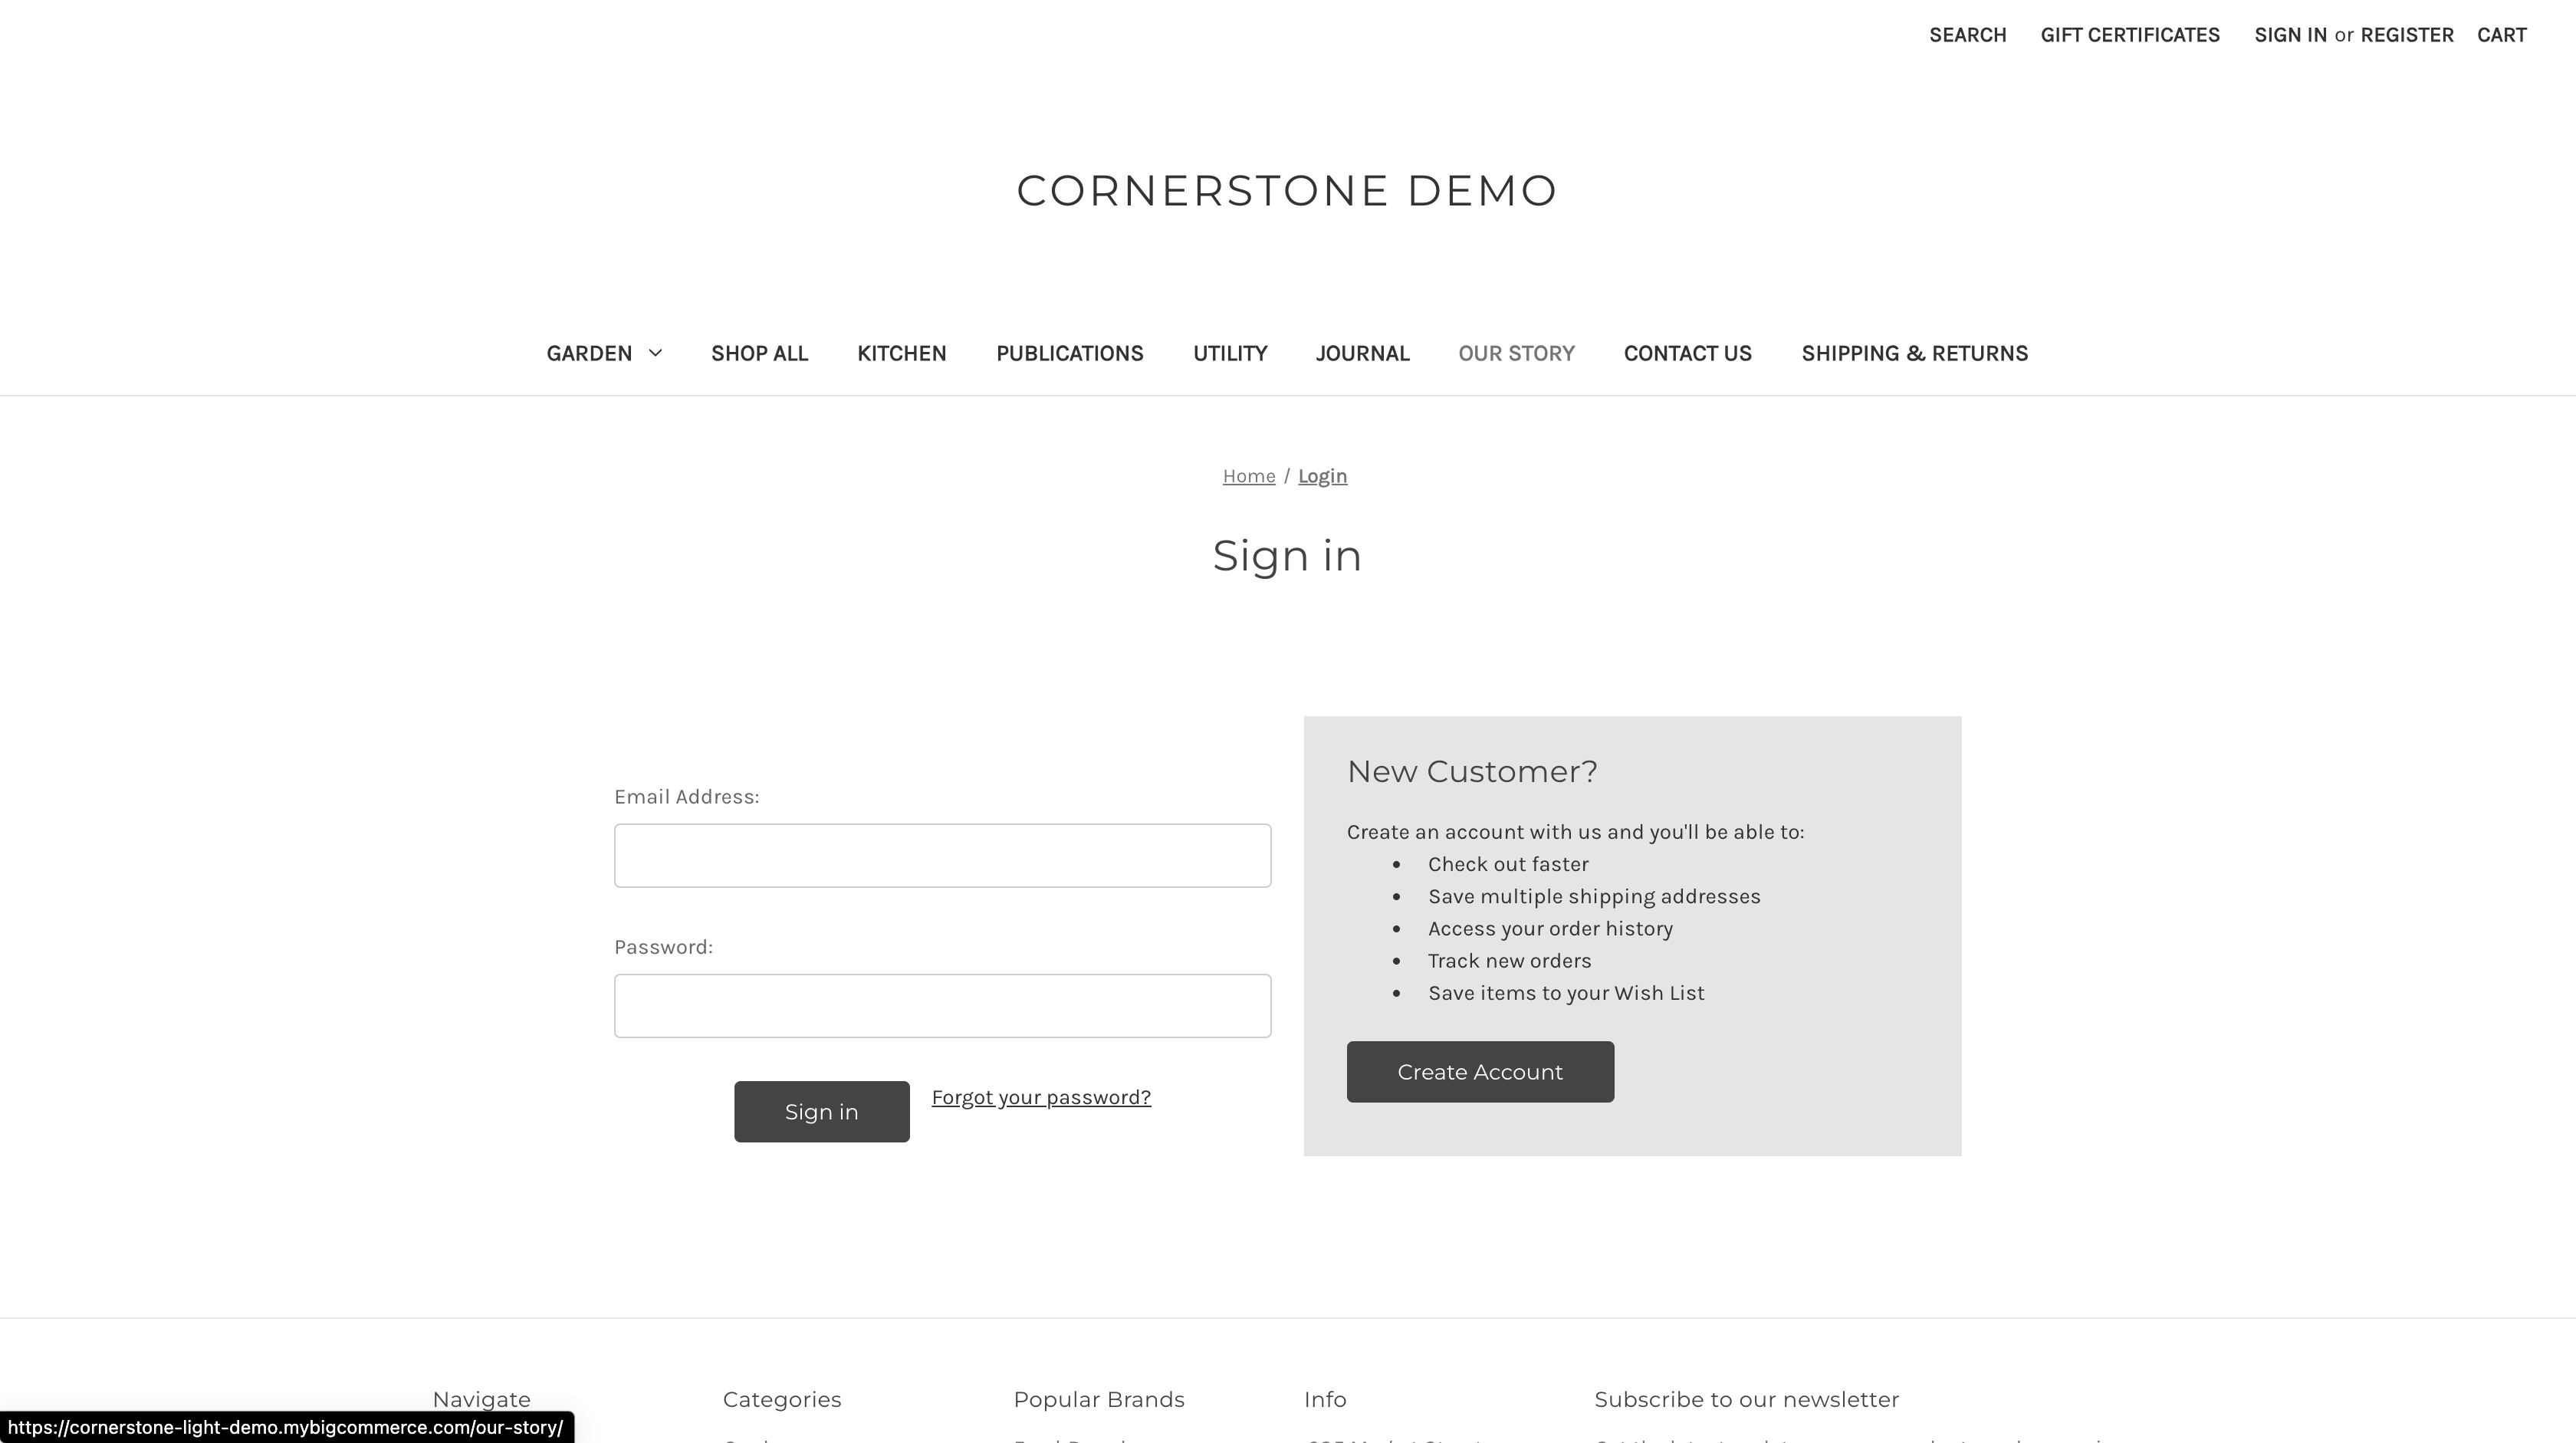 SEARCH GIFT CERTIFICATES SIGN IN or REGISTER CART
CORNERSTONE DEMO
GARDEN SHOP ALL KITCHEN PUBLICATIONS UTILITY JOURNAL OUR STORY CONTACT US SHIPPING & RETURNS
Home / Login
Sign in
Email Address:
Password:
Sign in Forgot your password?
New Customer?
Create an account with us and you'll be able to:
• Check out faster
• Save multiple shipping addresses
• Access your order history
• Track new orders
• Save items to your Wish List
Create Account
Navigate Categories Popular Brands Info Subscribe to our newsletter
https://cornerstone-light-demo.mybigcommerce.com/our-story/